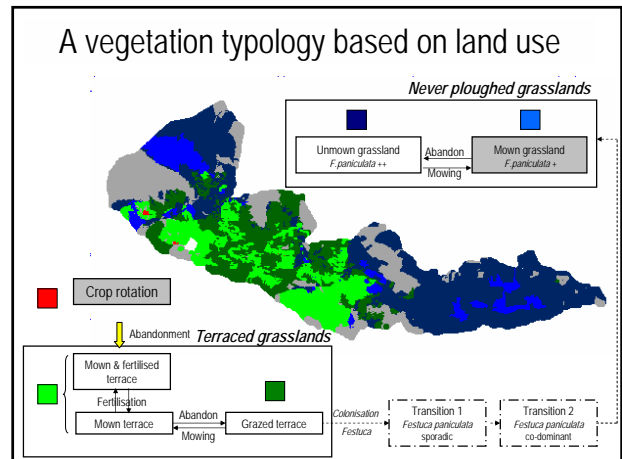 A vegetation typology based on land use
Never ploughed grasslands
Unmown grassland
F.paniculata ++
Abandon
Mowing
Mown grassland
F.paniculata +
Crop rotation
Abandonment
Terraced grasslands
Mown & fertilised
terrace
Fertilisation
Mown terrace
Abandon
Mowing
Grazed terrace
Colonisation
Festuca
Transition 1
Festuca paniculata
sporadic
Transition 2
Festuca paniculata
co-dominant